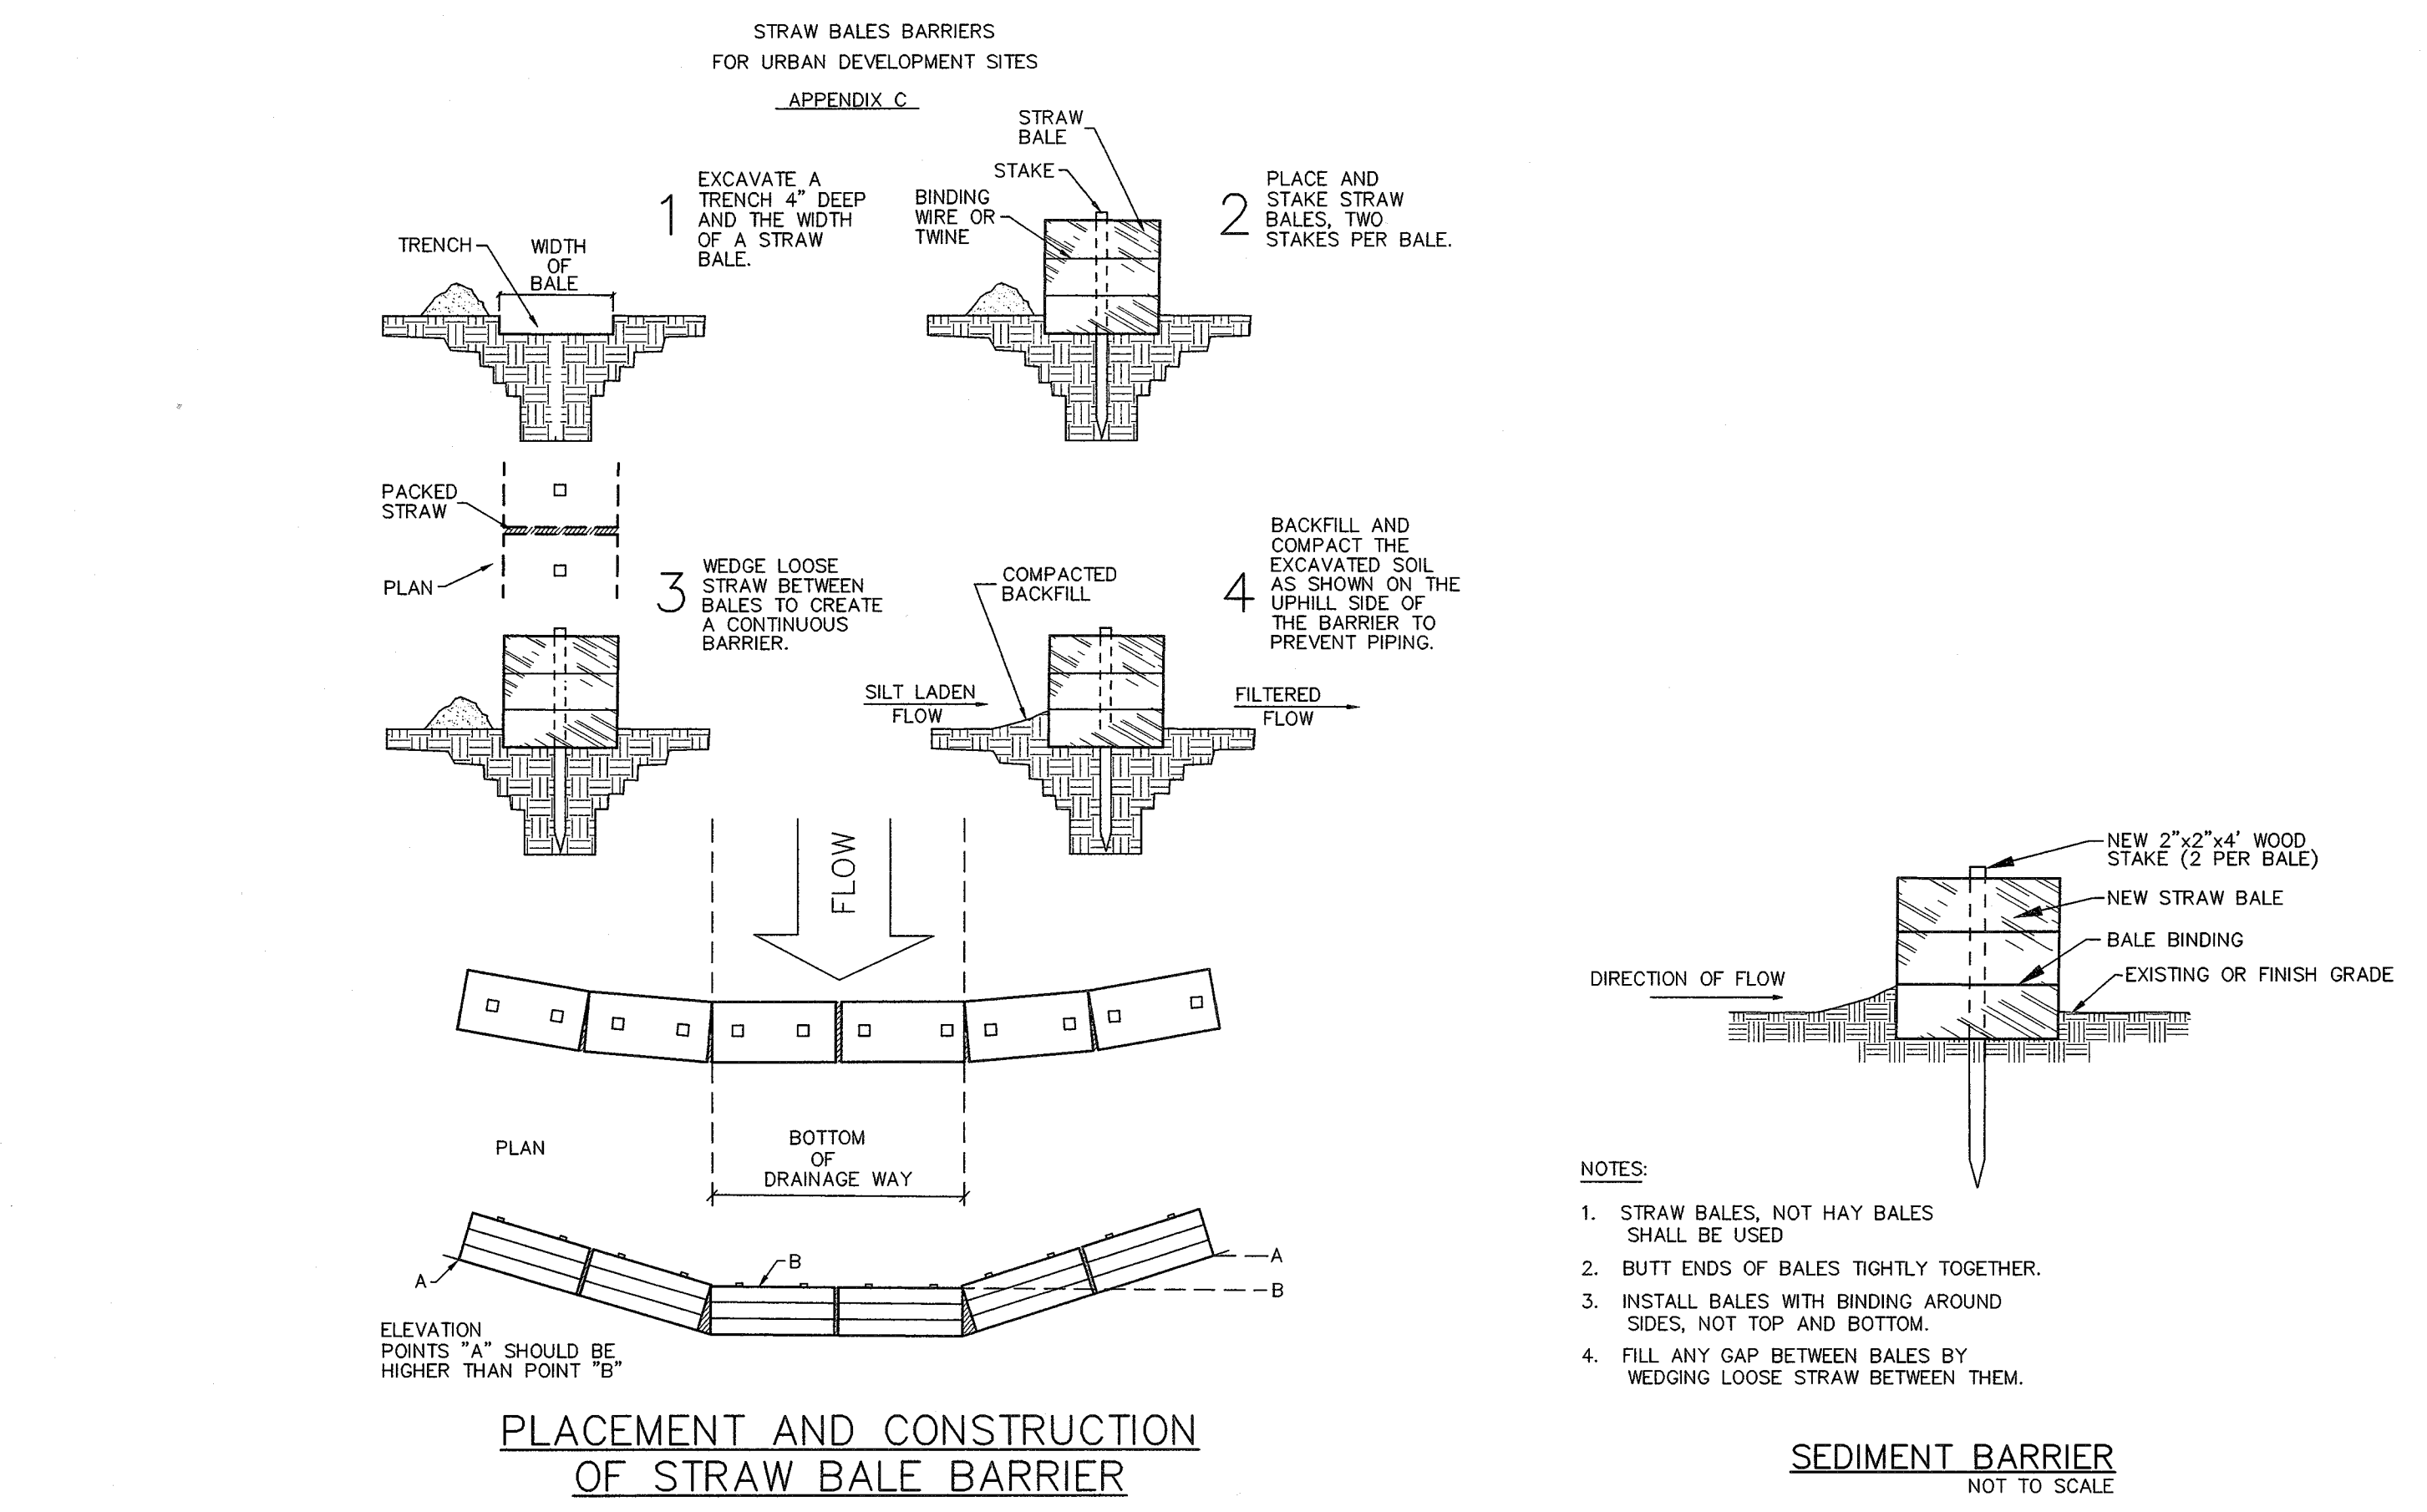 STRAW BALES BARRIERS
FOR URBAN DEVELOPMENT SITES
APPENDIX C
TRENCH
WIDTH
OF
BALE
1
EXCAVATE A
TRENCH 4" DEEP
AND THE WIDTH
OF A STRAW
BALE.
STRAW
BALE
STAKE
BINDING
WIRE OR
TWINE
2
PLACE AND
STAKE STRAW
BALES, TWO
STAKES PER BALE.
PACKED
STRAW
PLAN
3
WEDGE LOOSE
STRAW BETWEEN
BALES TO CREATE
A CONTINUOUS
BARRIER.
COMPACTED
BACKFILL
4
BACKFILL AND
COMPACT THE
EXCAVATED SOIL
AS SHOWN ON THE
UPHILL SIDE OF
THE BARRIER TO
PREVENT PIPING.
SILT LADEN
FLOW
FILTERED
FLOW
FLOW
PLAN
BOTTOM
OF
DRAINAGE WAY
A
B
A
B
ELEVATION
POINTS "A" SHOULD BE
HIGHER THAN POINT "B"
PLACEMENT AND CONSTRUCTION
OF STRAW BALE BARRIER
NEW 2"x2"x4' WOOD
STAKE (2 PER BALE)
NEW STRAW BALE
BALE BINDING
EXISTING OR FINISH GRADE
DIRECTION OF FLOW
NOTES:
1. STRAW BALES, NOT HAY BALES
SHALL BE USED
2. BUTT ENDS OF BALES TIGHTLY TOGETHER.
3. INSTALL BALES WITH BINDING AROUND
SIDES, NOT TOP AND BOTTOM.
4. FILL ANY GAP BETWEEN BALES BY
WEDGING LOOSE STRAW BETWEEN THEM.
SEDIMENT BARRIER
NOT TO SCALE